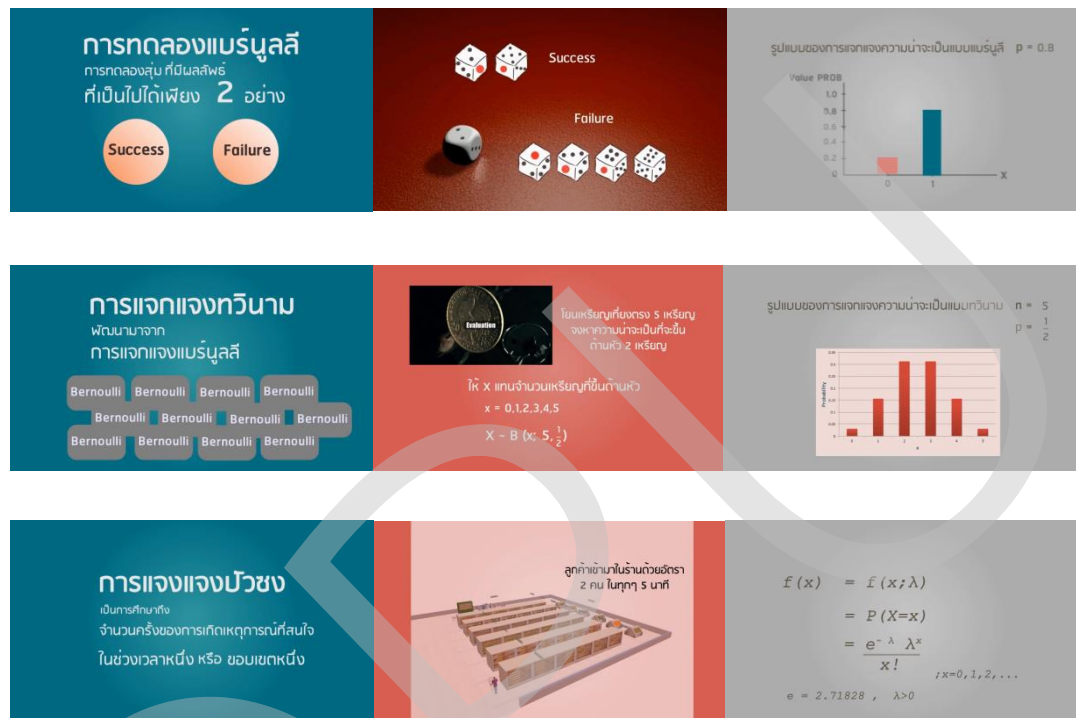 การทดลองแบร์นูลลี
การทดลองสุ่ม ที่มีผลลัพธ์
ที่เป็นไปได้เพียง 2 อย่าง
Success
Failure
Success
Failure
รูปแบบของการแจกแจงความน่าจะเป็นแบบแบร์นูลี p = 0.8
Value PROB
1.0
0.8
0.6
0.4
0.2
0
0 1
X
การแจกแจงทวินาม
พัฒนามาจาก
การแจกแจงแบร์นูลลี
Bernoulli Bernoulli Bernoulli Bernoulli
Bernoulli Bernoulli Bernoulli Bernoulli
Bernoulli Bernoulli Bernoulli Bernoulli
Evaluation
โยนเหรียญเที่ยงตรง 5 เหรียญ
จงหาความน่าจะเป็นที่จะขึ้น
ด้านหัว 2 เหรียญ
ให้ X แทนจำนวนเหรียญที่ขึ้นด้านหัว
x = 0,1,2,3,4,5
X ~ B (x; 5, 1/2)
รูปแบบของการแจกแจงความน่าจะเป็นแบบทวินาม n = 5
p = 1/2
Probability
0 1 2 3 4 5
x
การแจงแจงปัวซง
เป็นการศึกษาถึง
จำนวนครั้งของการเกิดเหตุการณ์ที่สนใจ
ในช่วงเวลาหนึ่ง หรือ ขอบเขตหนึ่ง
ลูกค้าเข้ามาในร้านด้วยอัตรา
2 คน ในทุกๆ 5 นาที
f(x) = f(x;λ)
= P(X=x)
= e^-λ λ^x / x!
;x=0,1,2,...
e = 2.71828 , λ>0